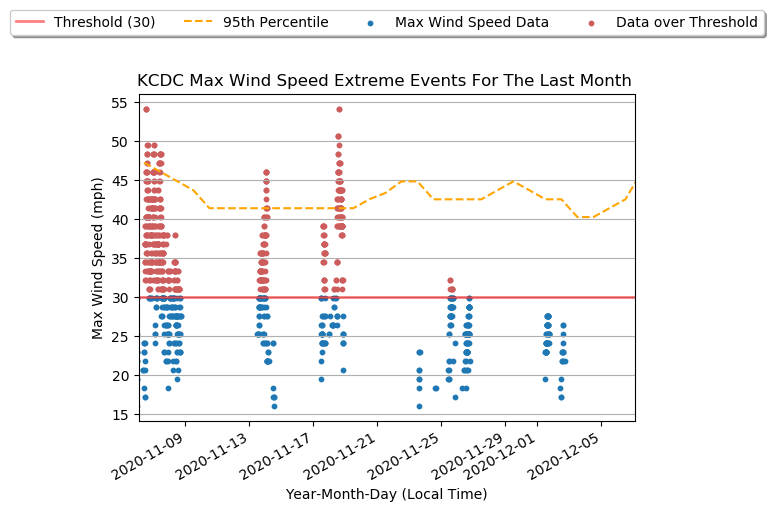 Threshold (30) 95th Percentile Max Wind Speed Data Data over Threshold
KCDC Max Wind Speed Extreme Events For The Last Month
Max Wind Speed (mph)
55
50
45
40
35
30
25
20
15
2020-11-09 2020-11-13 2020-11-17 2020-11-21 2020-11-25 2020-11-29 2020-12-01 2020-12-05
Year-Month-Day (Local Time)